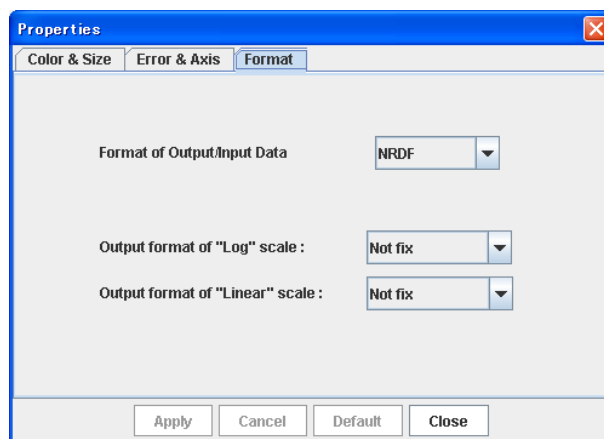 Properties
Color & Size Error & Axis Format
Format of Output/Input Data NRDF
Output format of "Log" scale : Not fix
Output format of "Linear" scale : Not fix
Apply Cancel Default Close